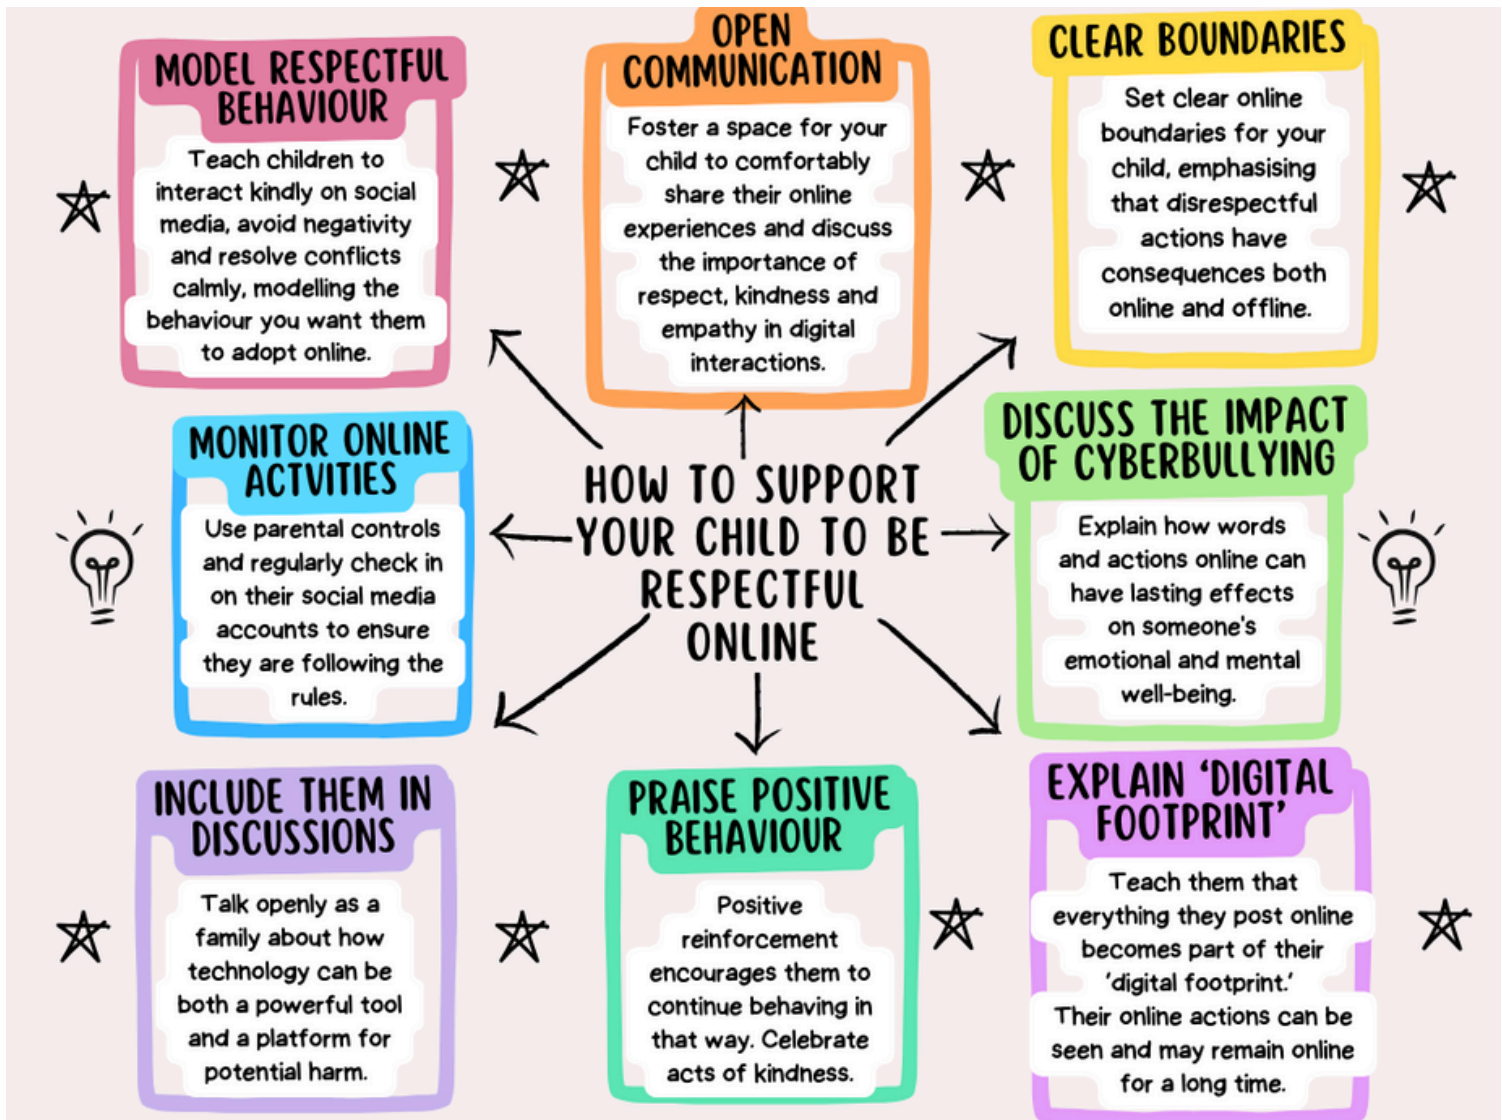 MODEL RESPECTFUL
BEHAVIOUR
Teach children to
interact kindly on social
media, avoid negativity
and resolve conflicts
calmly, modelling the
behaviour you want them
to adopt online.
OPEN
COMMUNICATION
Foster a space for your
child to comfortably
share their online
experiences and discuss
the importance of
respect, kindness and
empathy in digital
interactions.
CLEAR BOUNDARIES
Set clear online
boundaries for your
child, emphasising
that disrespectful
actions have
consequences both
online and offline.
MONITOR ONLINE
ACTVITIES
Use parental controls
and regularly check in
on their social media
accounts to ensure
they are following the
rules.
HOW TO SUPPORT
YOUR CHILD TO BE
RESPECTFUL
ONLINE
DISCUSS THE IMPACT
OF CYBERBULLYING
Explain how words
and actions online can
have lasting effects
on someone's
emotional and mental
well-being.
INCLUDE THEM IN
DISCUSSIONS
Talk openly as a
family about how
technology can be
both a powerful tool
and a platform for
potential harm.
PRAISE POSITIVE
BEHAVIOUR
Positive
reinforcement
encourages them to
continue behaving in
that way. Celebrate
acts of kindness.
EXPLAIN ‘DIGITAL
FOOTPRINT’
Teach them that
everything they post online
becomes part of their
‘digital footprint.’
Their online actions can be
seen and may remain online
for a long time.